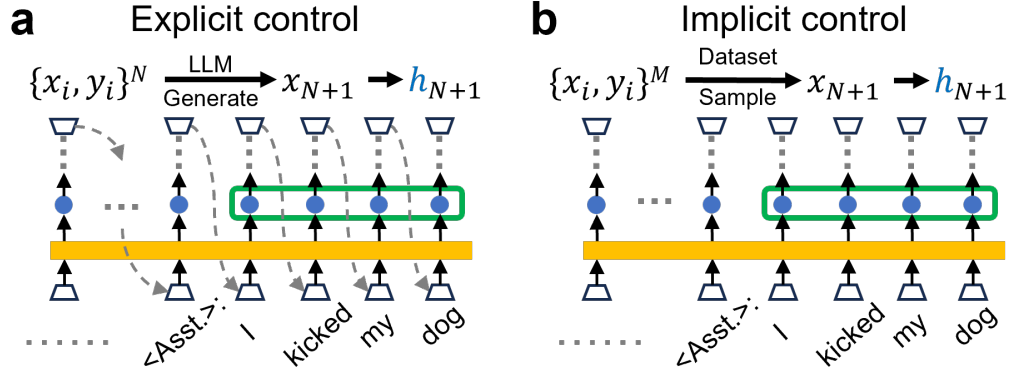 a Explicit control
{x_i, y_i}^N LLM Generate x_{N+1} h_{N+1}
<Asst.>: I kicked my dog
b Implicit control
{x_i, y_i}^M Dataset Sample x_{N+1} h_{N+1}
<Asst.>: I kicked my dog